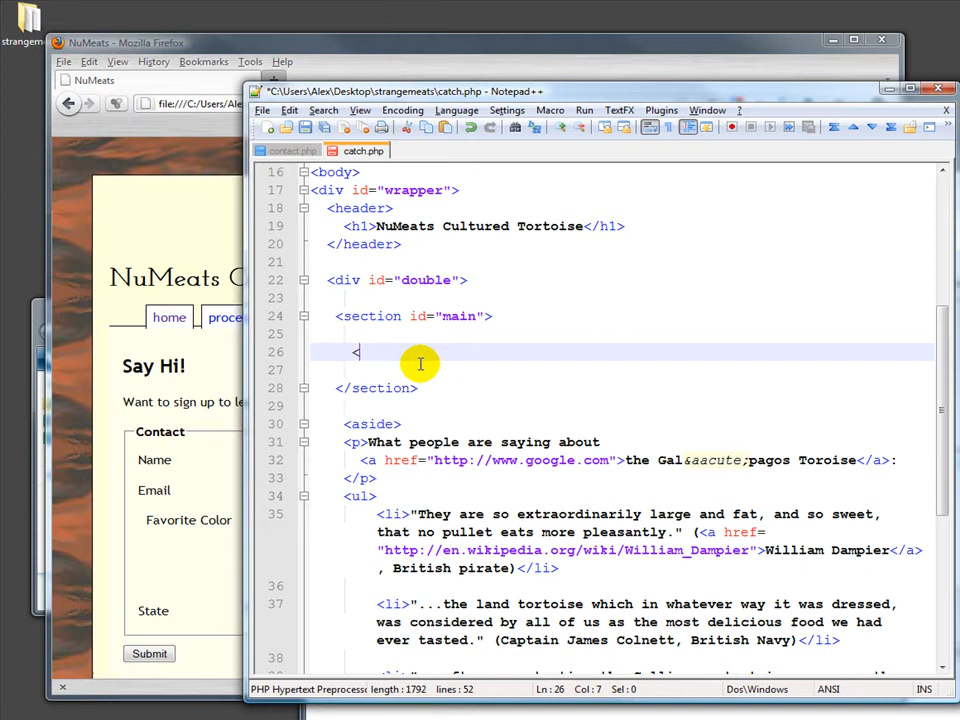 strangeme
NuMeats - Mozilla Firefox
File Edit View History Bookmarks Tools Help
NuMeats
file:///C:/Users/Ale
NuMeats C
home
proce
Say Hi!
Want to sign up to le
Contact
Name
Email
Favorite Color
State
Submit
*C:\Users\Alex\Desktop\strangemeats\catch.php - Notepad++
File Edit Search View Encoding Language Settings Macro Run TextFX Plugins Window ?
contact.php catch.php
16 <body>
17 <div id="wrapper">
18 <header>
19 <h1>NuMeats Cultured Tortoise</h1>
20 </header>
21
22 <div id="double">
23
24 <section id="main">
25
26 <
27
28 </section>
29
30 <aside>
31 <p>What people are saying about
32 <a href="http://www.google.com">the Gal&aacute;pagos Toroise</a>:
33 </p>
34 <ul>
35 <li>"They are so extraordinarily large and fat, and so sweet,
that no pullet eats more pleasantly." (<a href=
"http://en.wikipedia.org/wiki/William_Dampier">William Dampier</a>
, British pirate)</li>
36
37 <li>"...the land tortoise which in whatever way it was dressed,
was considered by all of us as the most delicious food we had
ever tasted." (Captain James Colnett, British Navy)</li>
38
PHP Hypertext Preprocesso length : 1792 lines : 52 Ln : 26 Col : 7 Sel : 0 Dos\Windows ANSI INS